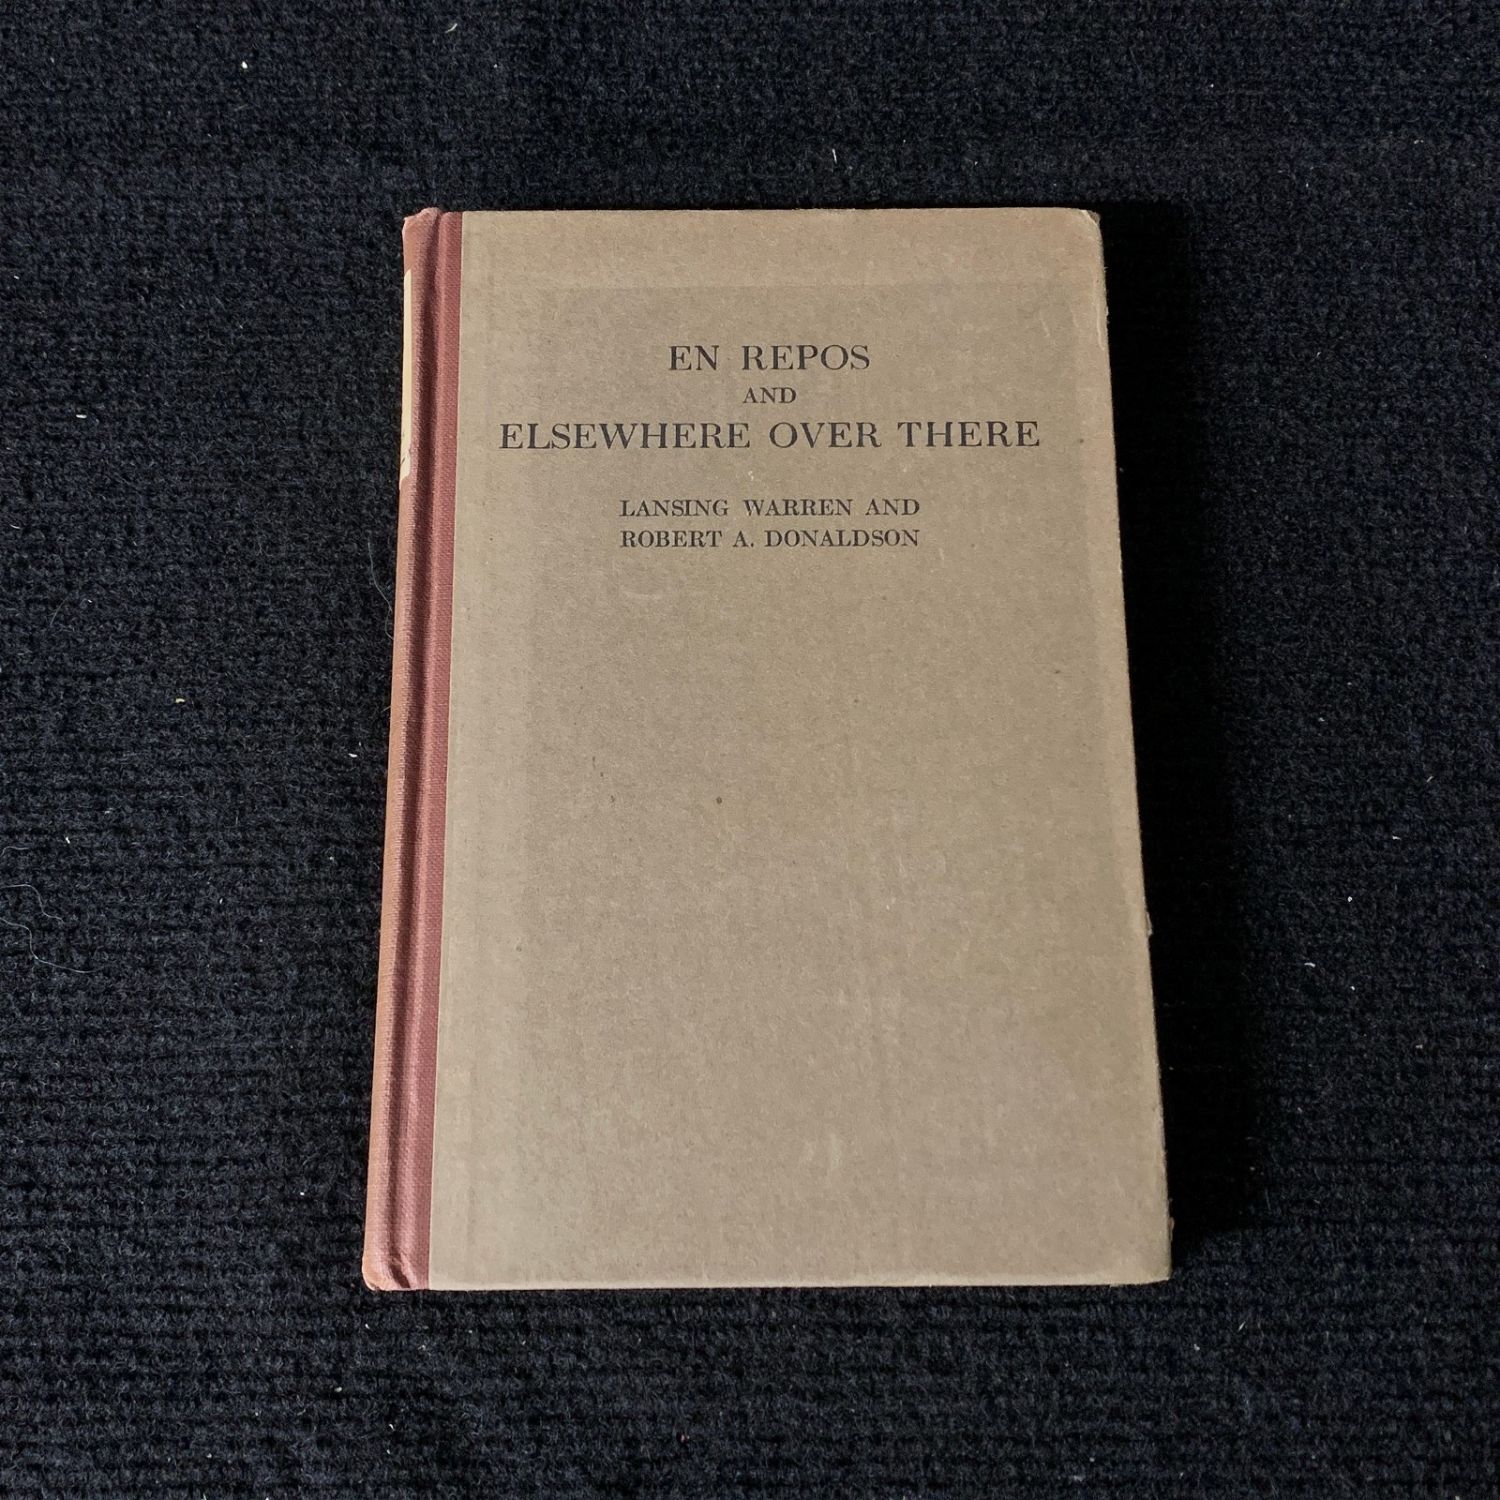 EN REPOS
AND
ELSEWHERE OVER THERE
LANSING WARREN AND
ROBERT A. DONALDSON